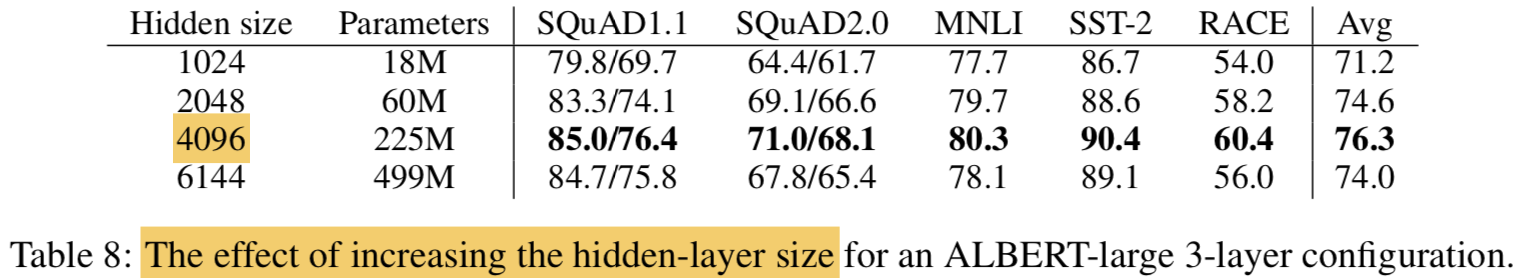 Hidden size Parameters SQuAD1.1 SQuAD2.0 MNLI SST-2 RACE Avg
1024 18M 79.8/69.7 64.4/61.7 77.7 86.7 54.0 71.2
2048 60M 83.3/74.1 69.1/66.6 79.7 88.6 58.2 74.6
4096 225M 85.0/76.4 71.0/68.1 80.3 90.4 60.4 76.3
6144 499M 84.7/75.8 67.8/65.4 78.1 89.1 56.0 74.0
Table 8: The effect of increasing the hidden-layer size for an ALBERT-large 3-layer configuration.